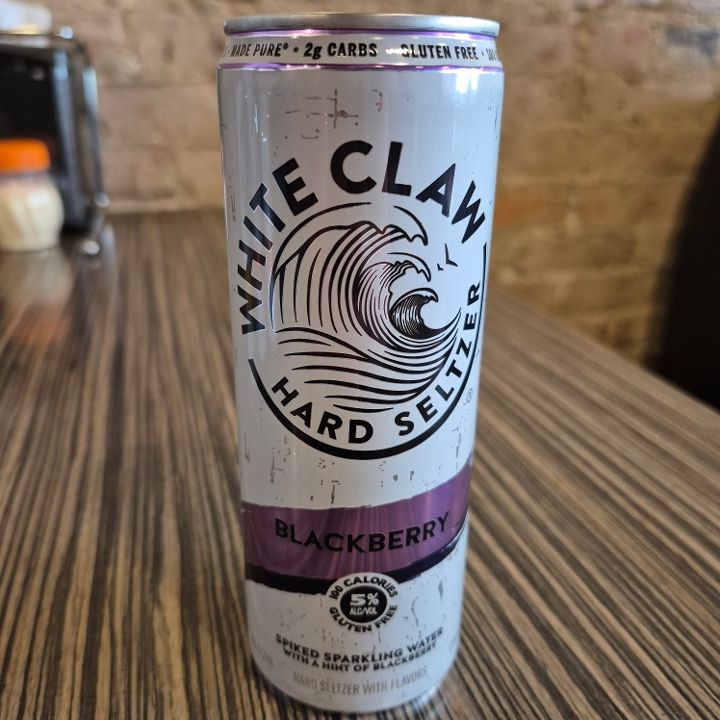 MADE PURE® • 2g CARBS • GLUTEN FREE •
WHITE CLAW
HARD SELTZER
BLACKBERRY
100 CALORIES
5%
ALC/VOL
GLUTEN FREE
SPIKED SPARKLING WATER
WITH A HINT OF BLACKBERRY
HARD SELTZER WITH FLAVORS